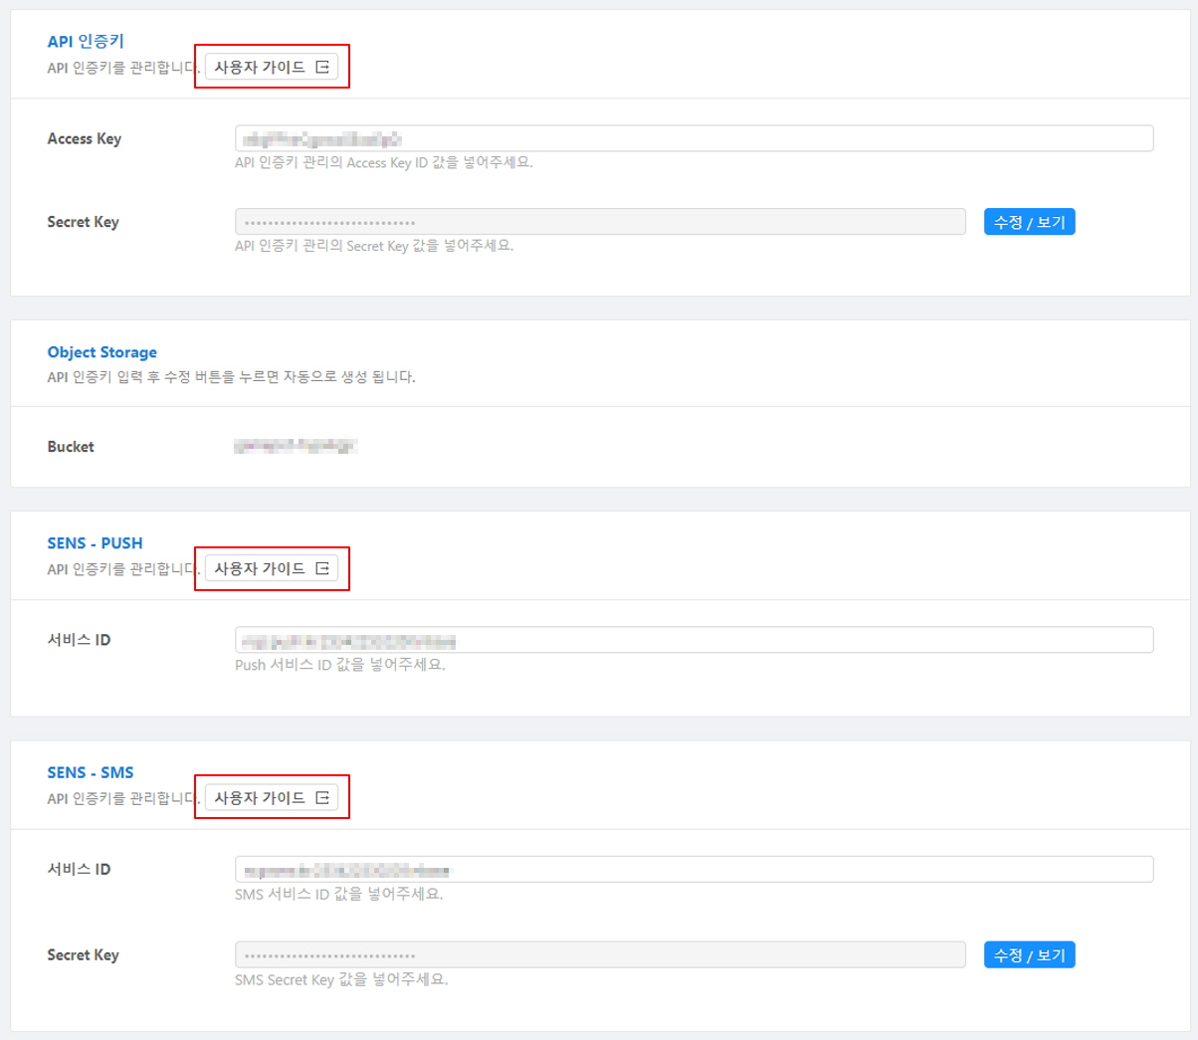 API 인증키
API 인증키를 관리합니다. 사용자 가이드
Access Key
API 인증키 관리의 Access Key ID 값을 넣어주세요.
Secret Key ••••••••••••••••••••••••••••• 수정 / 보기
API 인증키 관리의 Secret Key 값을 넣어주세요.
Object Storage
API 인증키 입력 후 수정 버튼을 누르면 자동으로 생성 됩니다.
Bucket
SENS - PUSH
API 인증키를 관리합니다. 사용자 가이드
서비스 ID
Push 서비스 ID 값을 넣어주세요.
SENS - SMS
API 인증키를 관리합니다. 사용자 가이드
서비스 ID
SMS 서비스 ID 값을 넣어주세요.
Secret Key ••••••••••••••••••••••••••••• 수정 / 보기
SMS Secret Key 값을 넣어주세요.